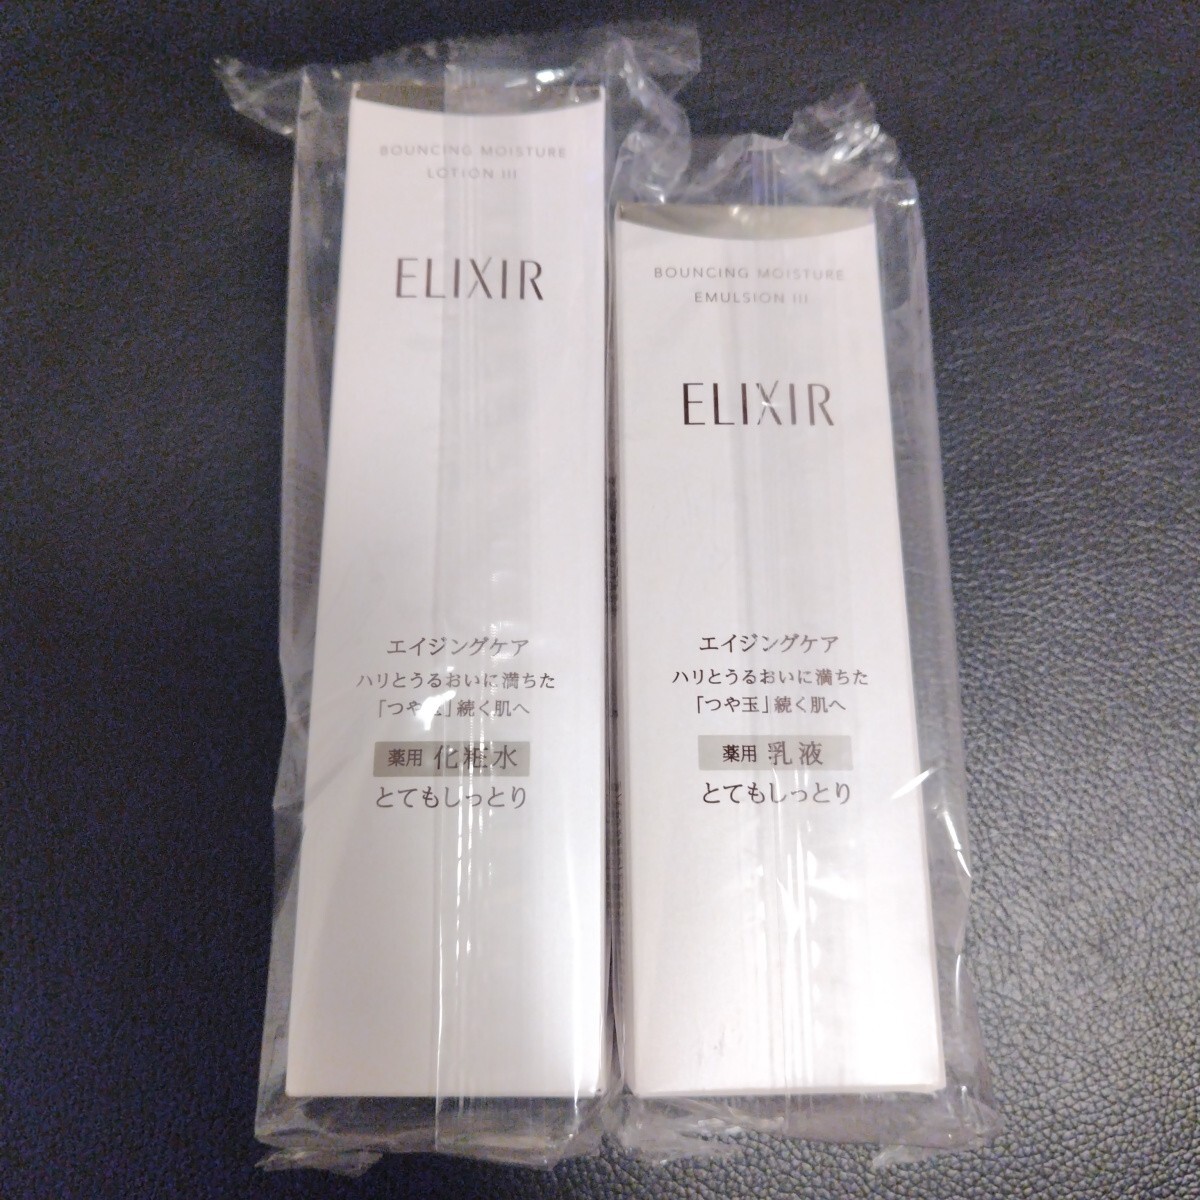 BOUNCING MOISTURE
LOTION III
ELIXIR
エイジングケア
ハリとうるおいに満ちた
「つや玉」続く肌へ
薬用 化粧水
とてもしっとり
BOUNCING MOISTURE
EMULSION III
ELIXIR
エイジングケア
ハリとうるおいに満ちた
「つや玉」続く肌へ
薬用 乳液
とてもしっとり